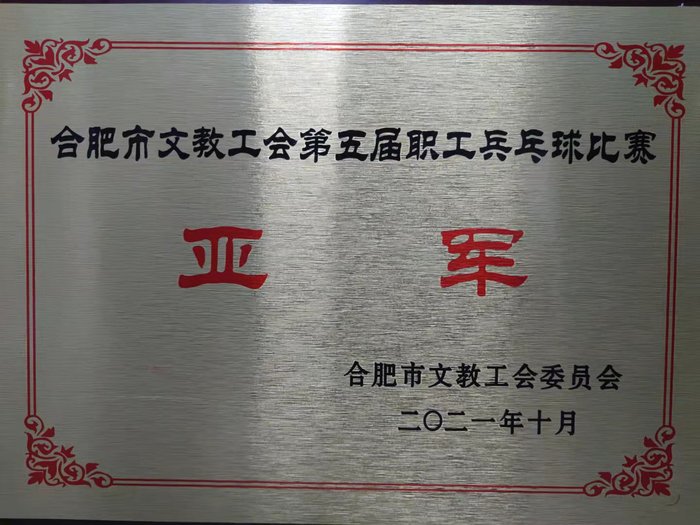 合肥市文教工会第五届职工兵乓球比赛
亚军
合肥市文教工会委员会
二〇二一年十月